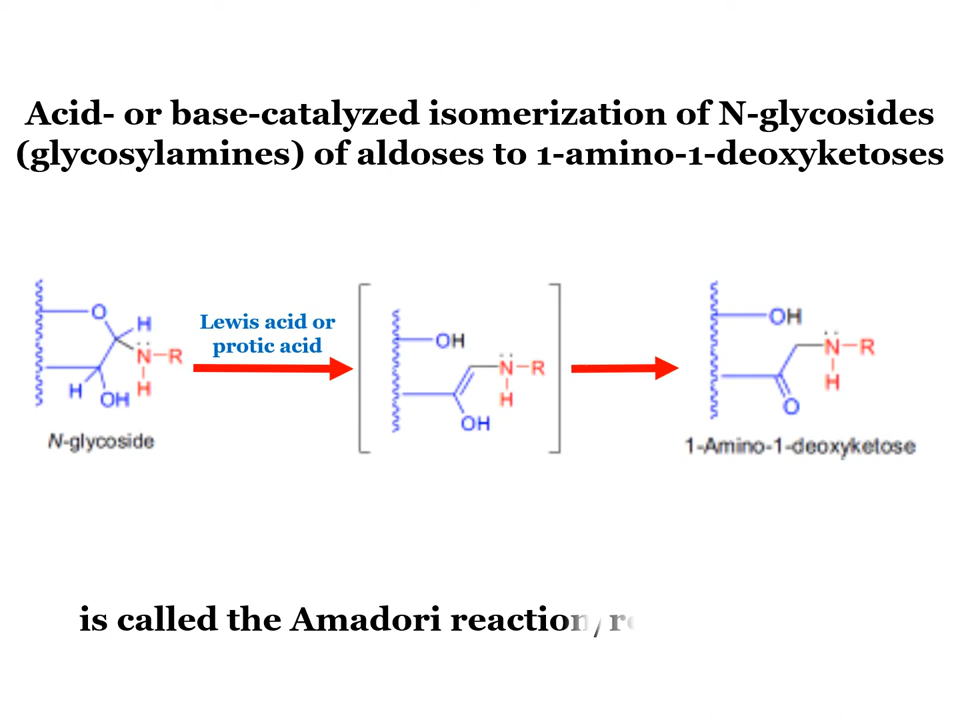 Acid- or base-catalyzed isomerization of N-glycosides
(glycosylamines) of aldoses to 1-amino-1-deoxyketoses
O
H
N–R
H
OH
H
N-glycoside
Lewis acid or
protic acid
OH
N–R
H
OH
OH
N–R
H
O
1-Amino-1-deoxyketose
is called the Amadori reaction/